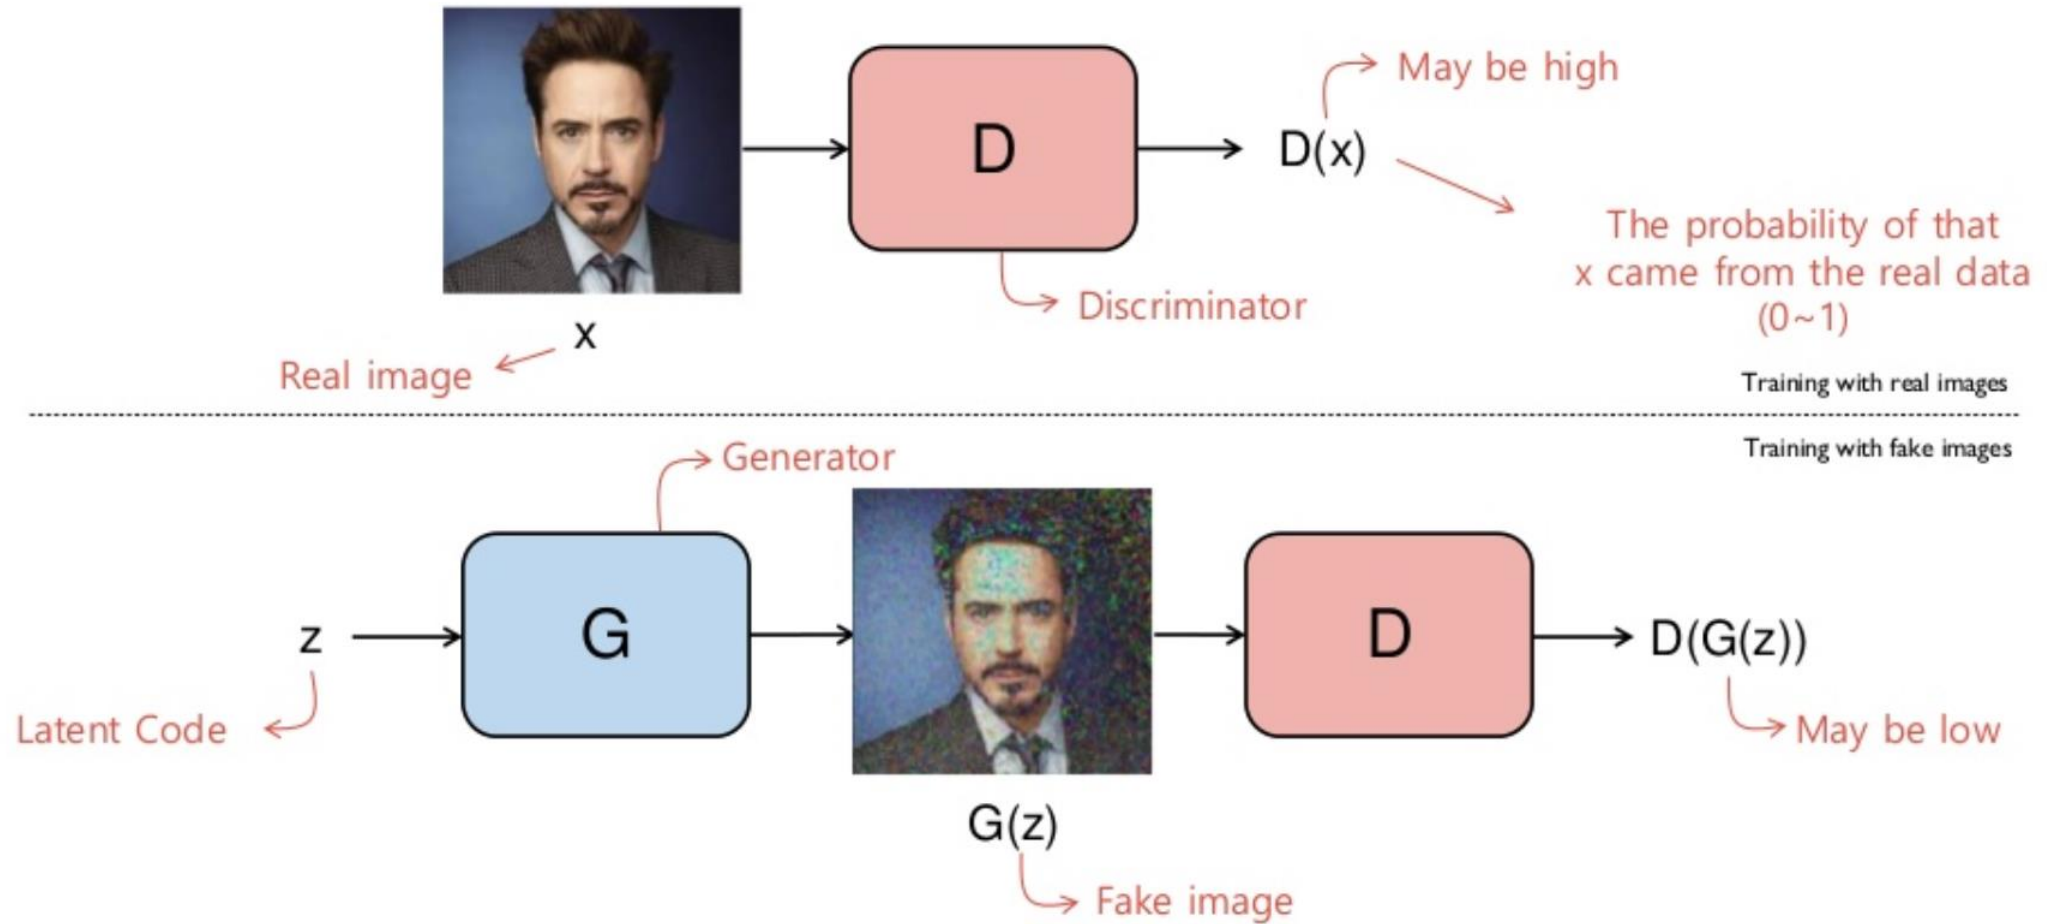 May be high
D
D(x)
The probability of that
x came from the real data
(0~1)
Discriminator
x
Real image
Training with real images
Training with fake images
Generator
z
G
D
D(G(z))
Latent Code
May be low
G(z)
Fake image